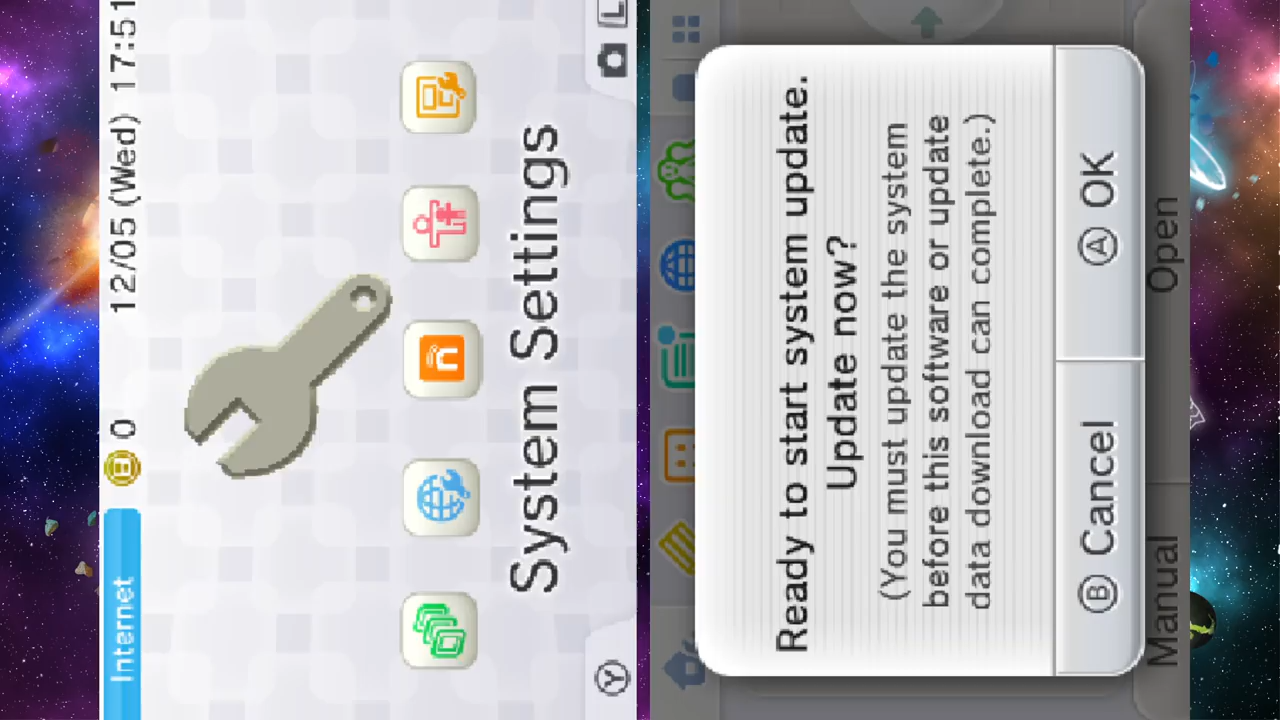 Internet
0
12/05 (Wed)
17:51
System Settings
Y
L
Ready to start system update.
Update now?
(You must update the system
before this software or update
data download can complete.)
B Cancel
A OK
Manual
Open